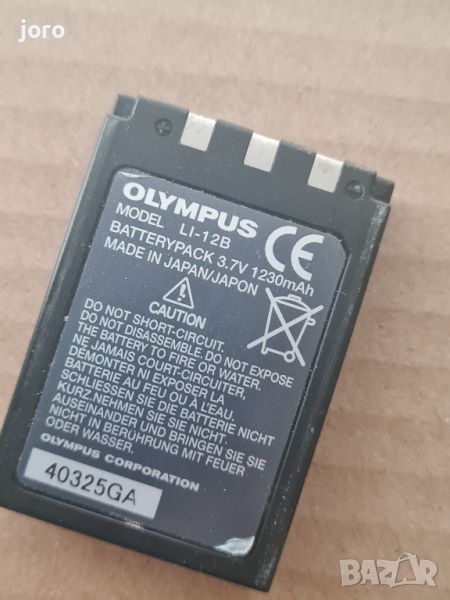 joro
OLYMPUS
MODEL LI-12B
BATTERYPACK 3.7V 1230mAh
MADE IN JAPAN/JAPON
CE
CAUTION
DO NOT SHORT-CIRCUIT.
DO NOT DISASSEMBLE. DO NOT EXPOSE
THE BATTERY TO FIRE OR WATER.
NE JAMAIS COURT-CIRCUITER,
DÉMONTER NI EXPOSER LA
BATTERIE AU FEU OU À L'EAU.
SCHLIESSEN SIE DIE BATTERIE NICHT
KURZ.NEHMEN SIE SIE NICHT
AUSEINANDER UND BRINGEN SIE SIE
NICHT IN BERÜHRUNG MIT FEUER
ODER WASSER.
OLYMPUS CORPORATION
40325GA
BAZAR